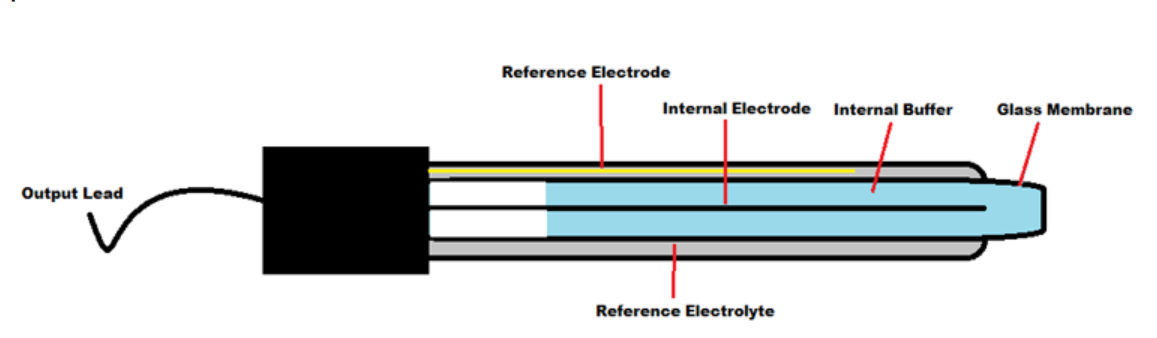 Reference Electrode
Internal Electrode
Internal Buffer
Glass Membrane
Output Lead
Reference Electrolyte